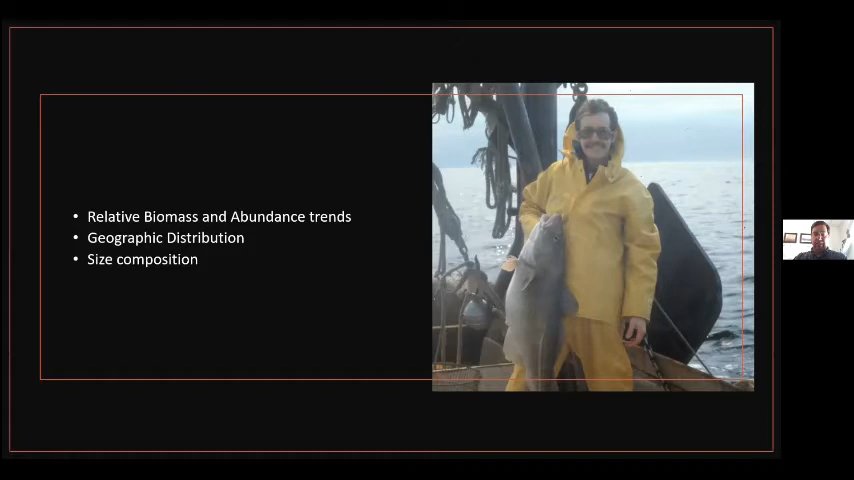 • Relative Biomass and Abundance trends
• Geographic Distribution
• Size composition